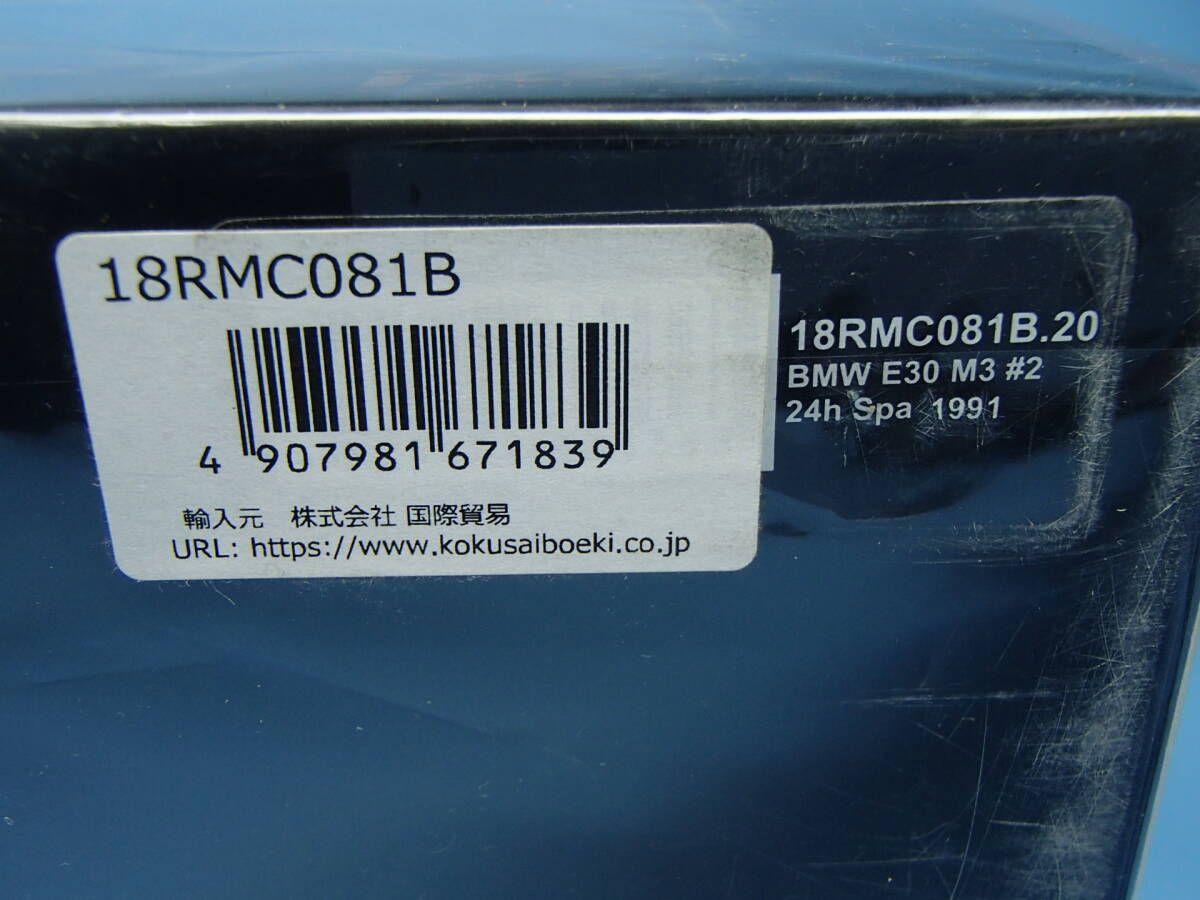 18RMC081B
4 907981 671839
輸入元 株式会社 国際貿易
URL: https://www.kokusaiboeki.co.jp
18RMC081B.20
BMW E30 M3 #2
24h Spa 1991